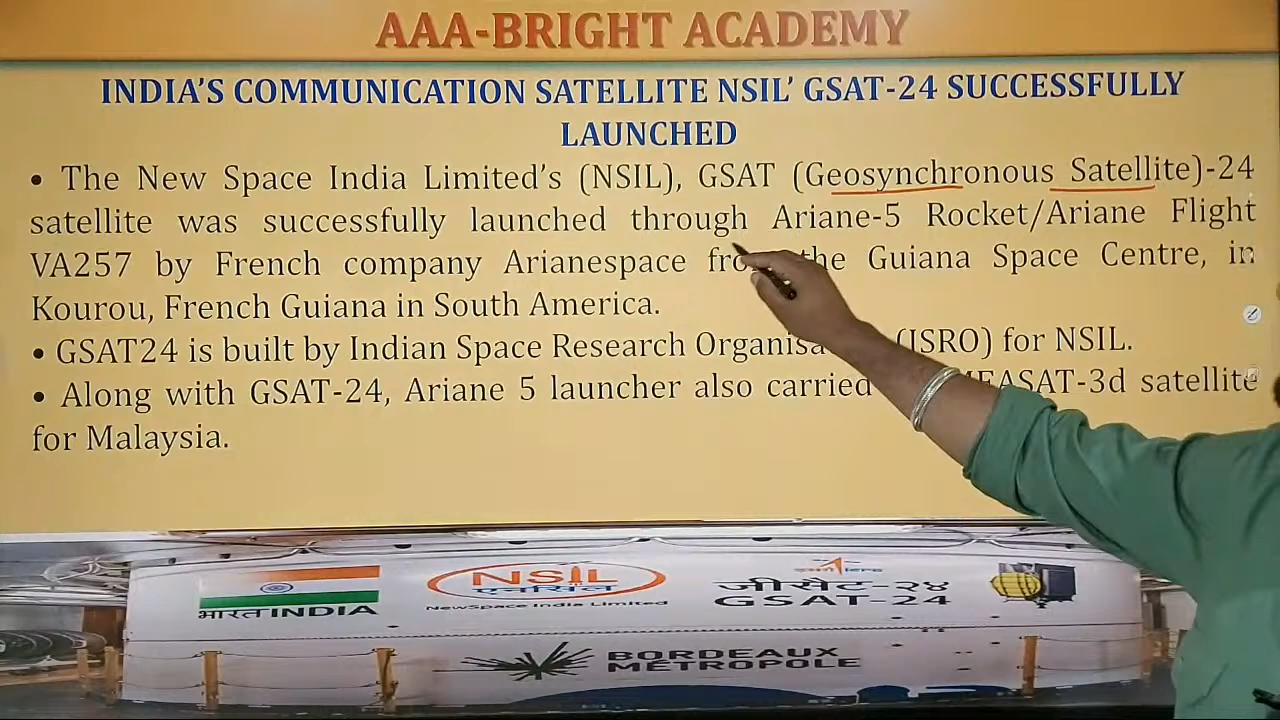 AAA-BRIGHT ACADEMY
INDIA'S COMMUNICATION SATELLITE NSIL' GSAT-24 SUCCESSFULLY
LAUNCHED
• The New Space India Limited's (NSIL), GSAT (Geosynchronous Satellite)-24
satellite was successfully launched through Ariane-5 Rocket/Ariane Flight
VA257 by French company Arianespace the Guiana Space Centre, in
Kourou, French Guiana in South America.
• GSAT24 is built by Indian Space Research (ISRO) for NSIL.
• Along with GSAT-24, Ariane 5 launcher also carried satellite
for Malaysia.
भारत INDIA
NSIL
एनसिल
NewSpace India Limited
इसरो isro
जीसैट-२४
GSAT-24
BORDEAUX
MÉTROPOLE